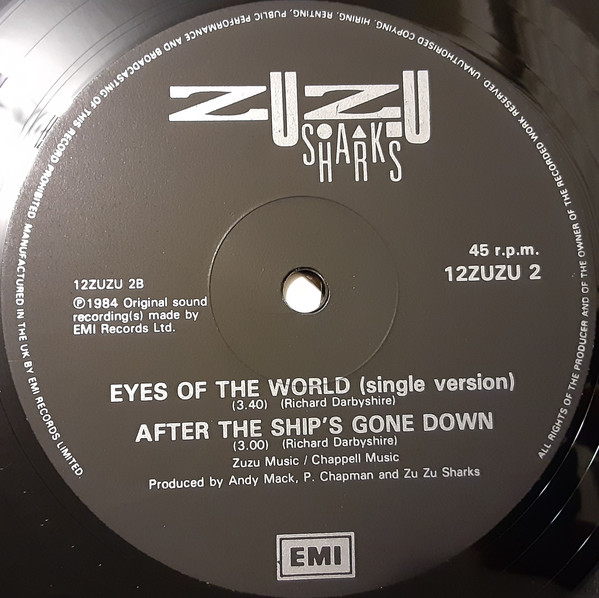 ALL RIGHTS OF THE PRODUCER AND OF THE OWNER OF THE RECORDED WORK RESERVED. UNAUTHORISED COPYING, HIRING, RENTING, PUBLIC PERFORMANCE AND BROADCASTING OF THIS RECORD PROHIBITED. MANUFACTURED IN THE UK BY EMI RECORDS LIMITED.
ZUZU
SHARKS
45 r.p.m.
12ZUZU 2
12ZUZU 2B
℗1984 Original sound
recording(s) made by
EMI Records Ltd.
EYES OF THE WORLD (single version)
(3.40) (Richard Darbyshire)
AFTER THE SHIP'S GONE DOWN
(3.00) (Richard Darbyshire)
Zuzu Music / Chappell Music
Produced by Andy Mack, P. Chapman and Zu Zu Sharks
EMI